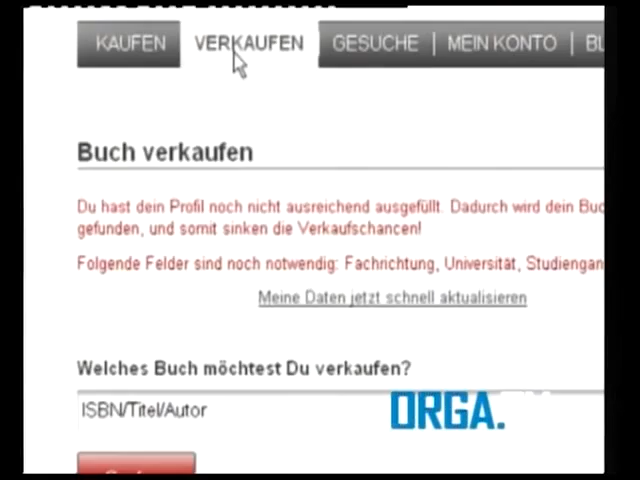 KAUFEN VERKAUFEN GESUCHE | MEIN KONTO |
Buch verkaufen
Du hast dein Profil noch nicht ausreichend ausgefüllt. Dadurch wird dein
gefunden, und somit sinken die Verkaufschancen!
Folgende Felder sind noch notwendig: Fachrichtung, Universität,
Meine Daten jetzt schnell aktualisieren
Welches Buch möchtest Du verkaufen?
ISBN/Titel/Autor
ORGA.